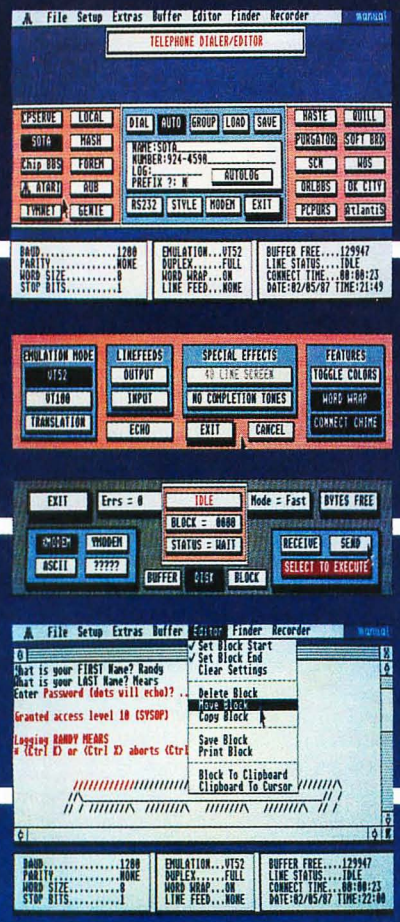 File Setup Extras Buffer Editor Finder Recorder manual
TELEPHONE DIALER/EDITOR
CPSERVE LOCAL
SOTA MASH
Chip BBS FOREM
ATARI AUB
TYMNET GENIE
DIAL AUTO GROUP LOAD SAVE
NAME:SOTA
NUMBER:924-4590
LOG:
PREFIX ?: N AUTOLOG
RS232 STYLE MODEM EXIT
HASTE QUILL
PURGATOR SOFT BRD
SCN WOS
ORLBBS OK CITY
PCPURS Atlantis
BAUD..............1200
PARITY............NONE
WORD SIZE.........8
STOP BITS.........1
EMULATION...VT52
DUPLEX......FULL
WORD WRAP...ON
LINE FEED...NONE
BUFFER FREE....129947
LINE STATUS....IDLE
CONNECT TIME...00:00:23
DATE:02/05/87 TIME:21:49
EMULATION MODE
VT52
VT100
TRANSLATION
LINEFEEDS
OUTPUT
INPUT
ECHO
SPECIAL EFFECTS
40 LINE SCREEN
NO COMPLETION TONES
EXIT CANCEL
FEATURES
TOGGLE COLORS
WORD WRAP
CONNECT CHIME
EXIT Errs = 0 IDLE Mode = Fast BYTES FREE
BLOCK = 0000
STATUS = WAIT
XMODEM YMODEM
ASCII ?????
BUFFER DISK BLOCK
RECEIVE SEND
SELECT TO EXECUTE
File Setup Extras Buffer Editor Finder Recorder manual
What is your FIRST Name? Randy
What is your LAST Name? Mears
Enter Password (dots will echo)? ..
Granted access level 10 (SYSOP)
Logging RANDY MEARS
* (Ctrl E) or (Ctrl X) aborts (Ctrl
Set Block Start
Set Block End
Clear Settings
Delete Block
Move Block
Copy Block
Save Block
Print Block
Block To Clipboard
Clipboard To Cursor
BAUD..............1200
PARITY............NONE
WORD SIZE.........8
STOP BITS.........1
EMULATION...VT52
DUPLEX......FULL
WORD WRAP...ON
LINE FEED...NONE
BUFFER FREE....129947
LINE STATUS....IDLE
CONNECT TIME...00:00:23
DATE:02/05/87 TIME:22:00